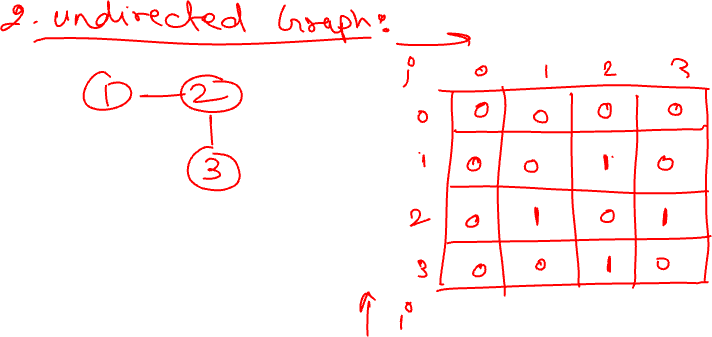 2. undirected Graph:
1 2
3
j 0 1 2 3
0 0 0 0 0
1 0 0 1 0
2 0 1 0 1
3 0 0 1 0
i